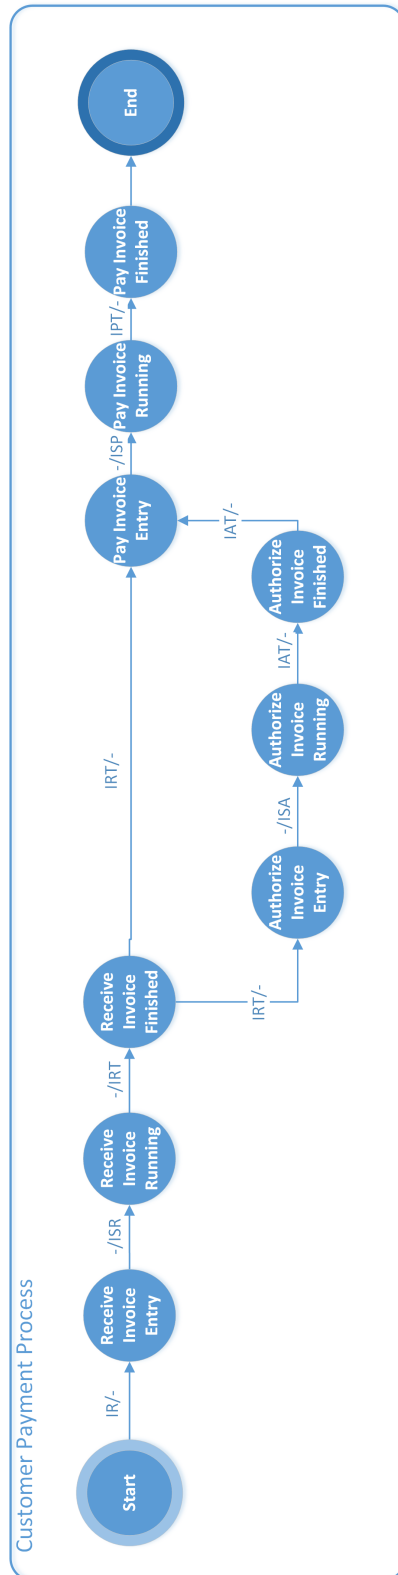 Customer Payment Process
Start
IR/-
Receive
Invoice
Entry
-/ISR
Receive
Invoice
Running
-/IRT
Receive
Invoice
Finished
IRT/-
IRT/-
Authorize
Invoice
Entry
-/ISA
Authorize
Invoice
Running
IAT/-
Authorize
Invoice
Finished
IAT/-
Pay Invoice
Entry
-/ISP
Pay Invoice
Running
IPT/-
Pay Invoice
Finished
End